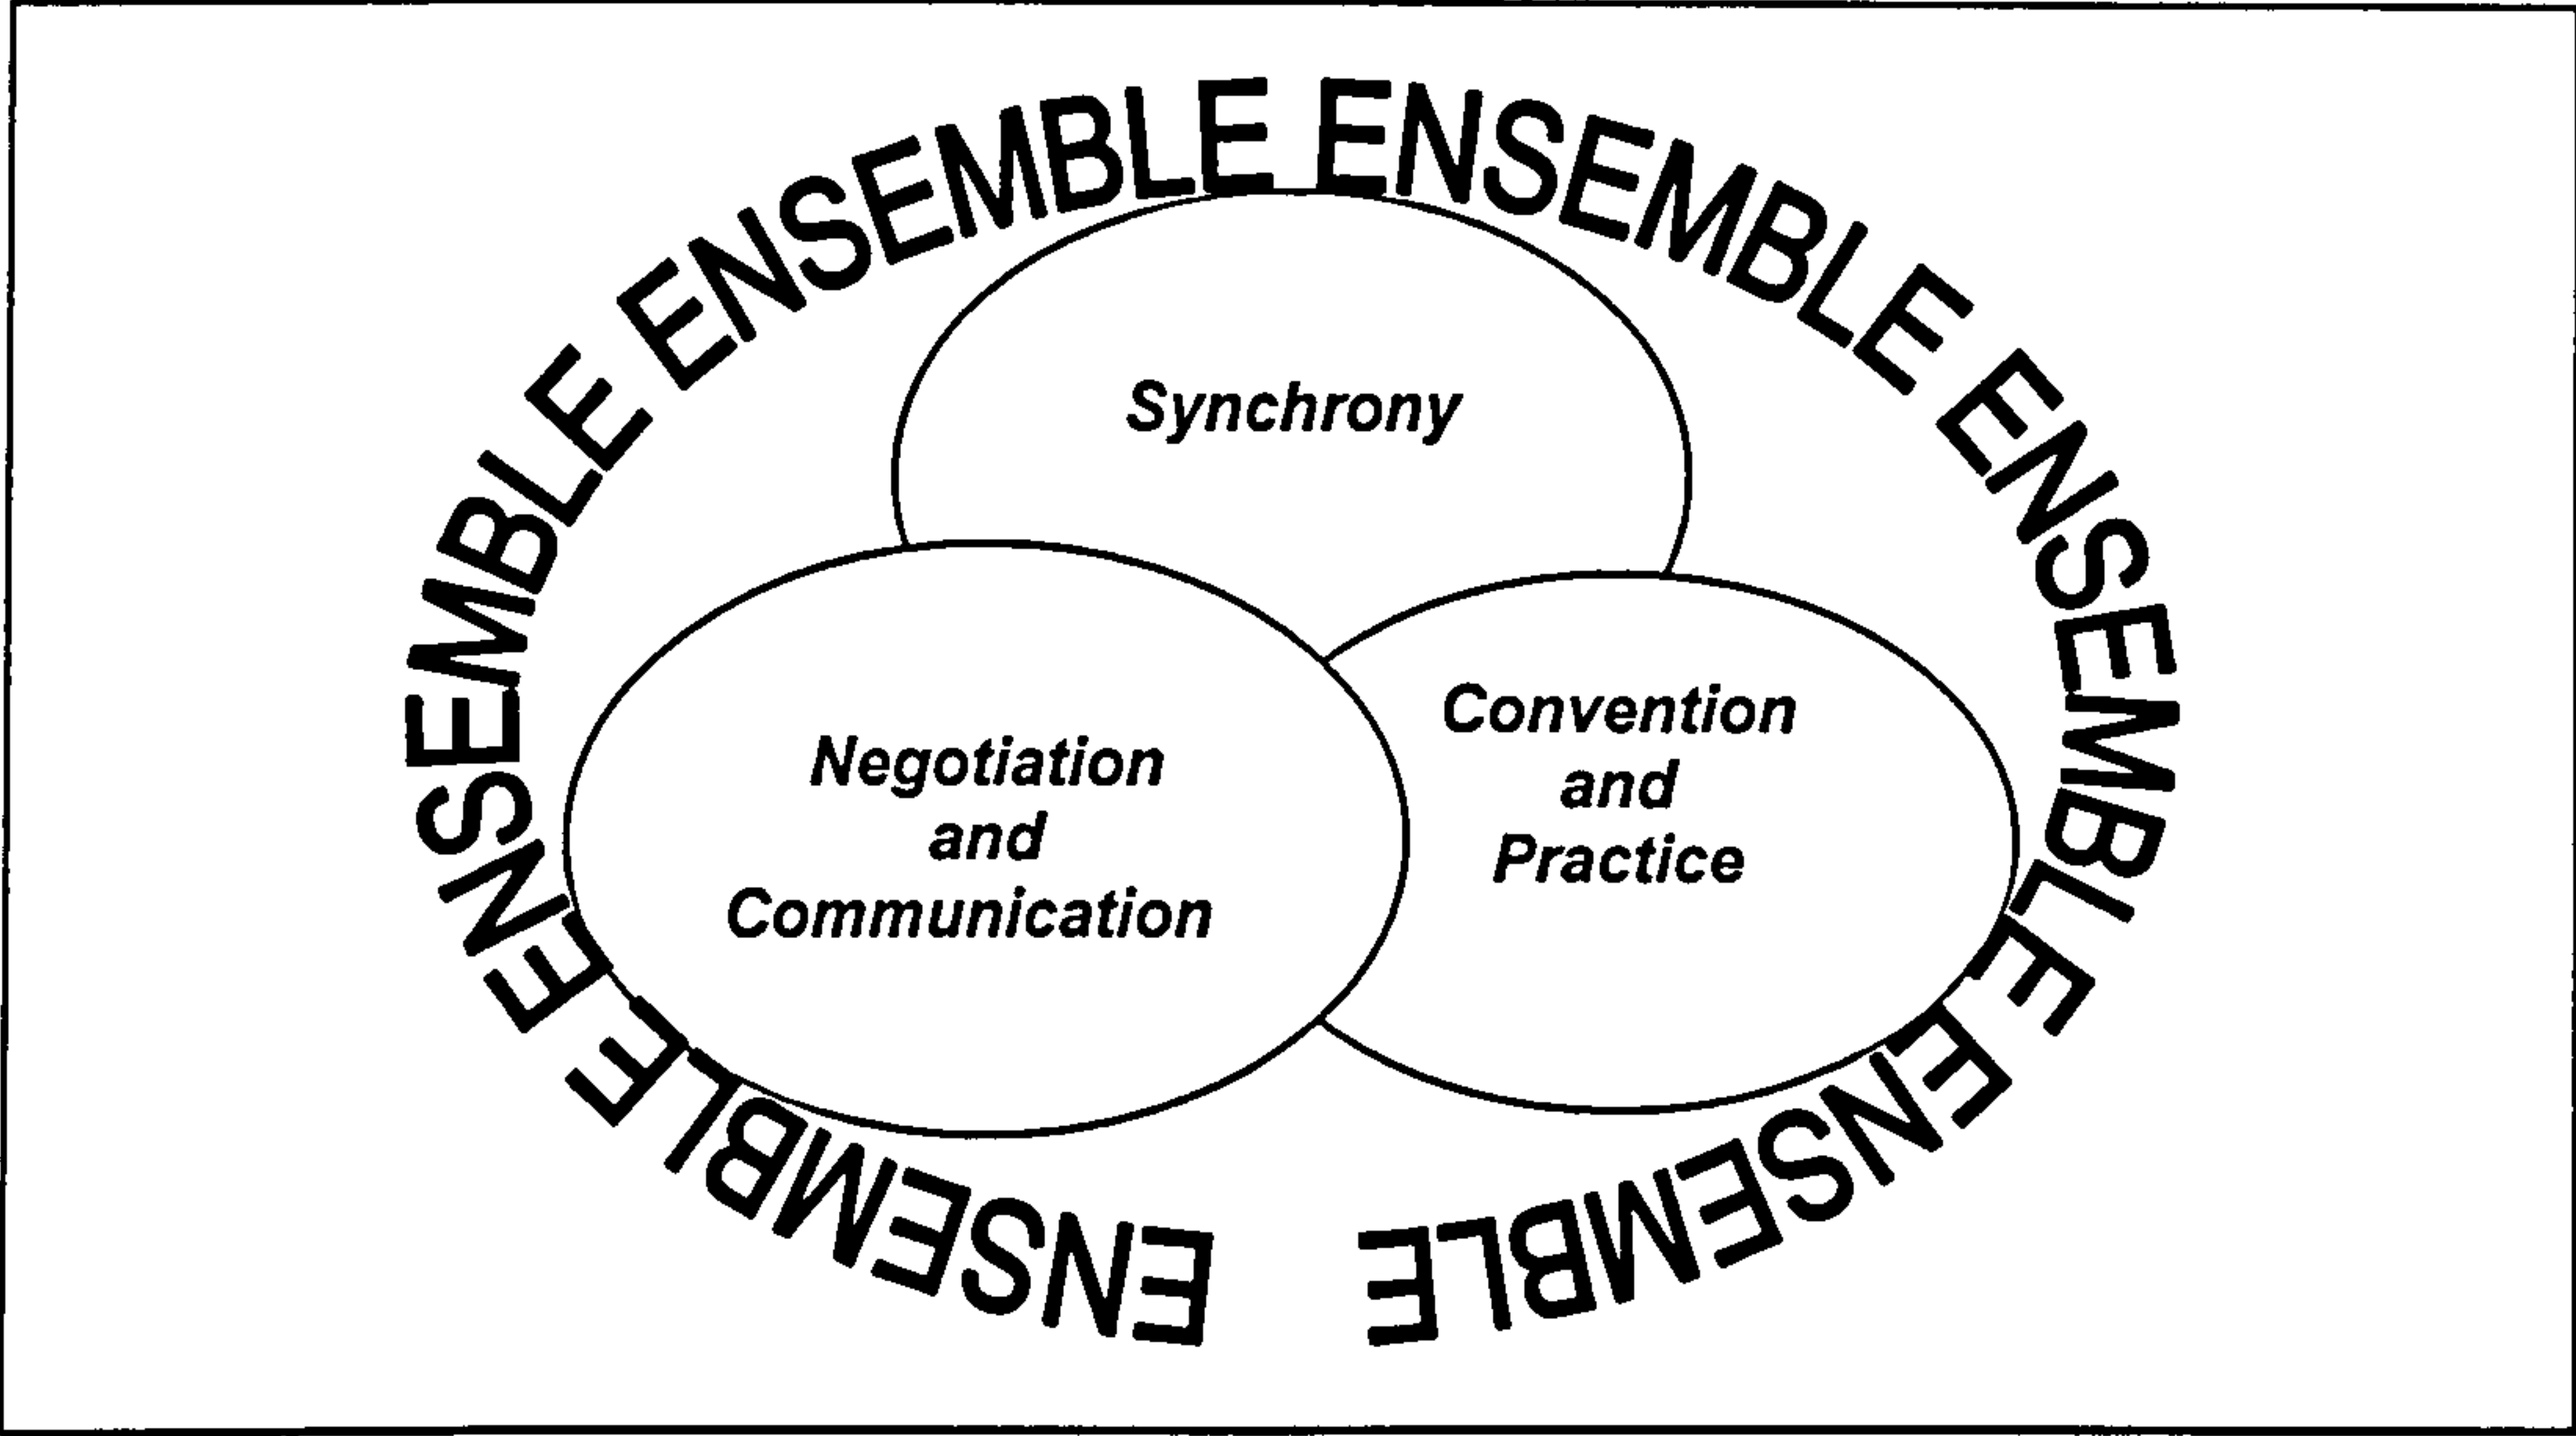 ENSEMBLE ENSEMBLE ENSEMBLE ENSEMBLE ENSEMBLE ENSEMBLE
Synchrony
Negotiation
and
Communication
Convention
and
Practice